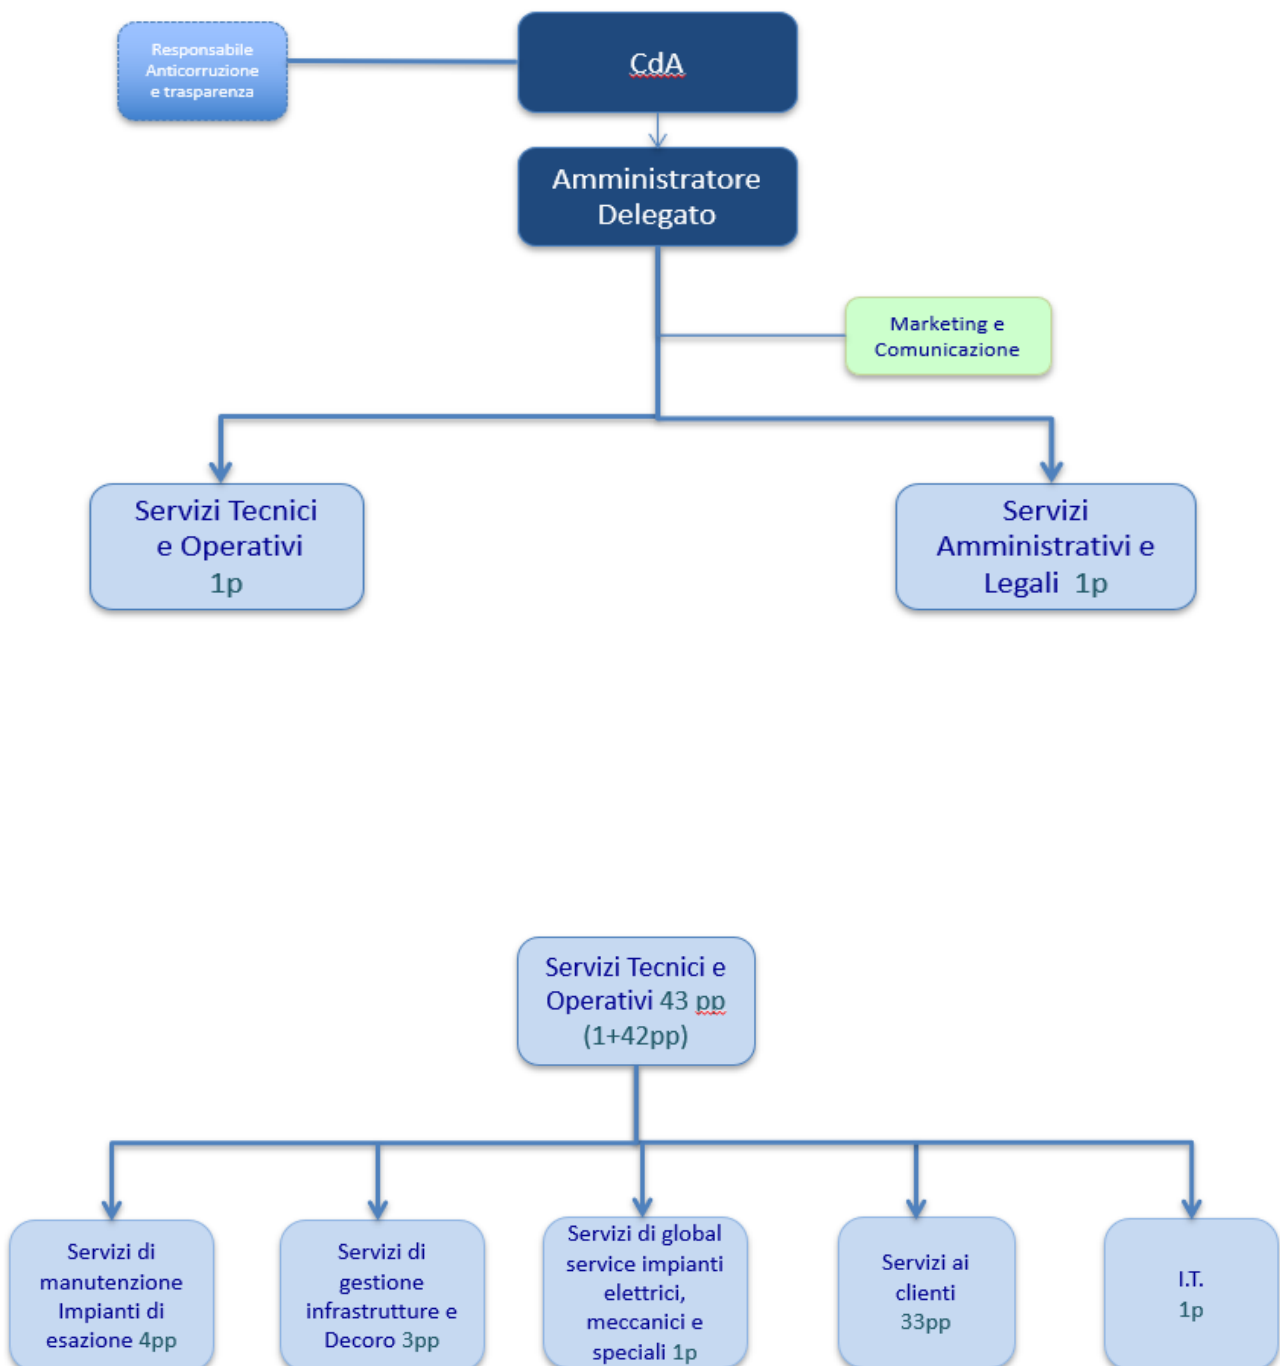 Responsabile
Anticorruzione
e trasparenza
CdA
Amministratore
Delegato
Marketing e
Comunicazione
Servizi Tecnici
e Operativi
1p
Servizi
Amministrativi e
Legali 1p
Servizi Tecnici e
Operativi 43 pp
(1+42pp)
Servizi di
manutenzione
Impianti di
esazione 4pp
Servizi di
gestione
infrastrutture e
Decoro 3pp
Servizi di global
service impianti
elettrici,
meccanici e
speciali 1p
Servizi ai
clienti
33pp
I.T.
1p